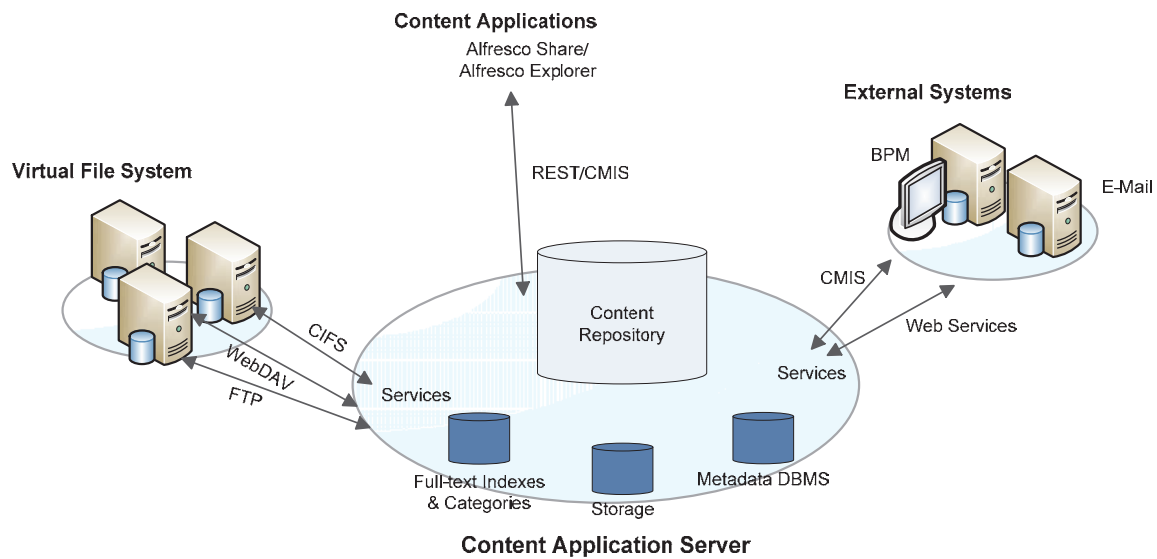 Content Applications
Alfresco Share/
Alfresco Explorer
External Systems
BPM
E-Mail
Virtual File System
REST/CMIS
CMIS
Web Services
CIFS
WebDAV
FTP
Content
Repository
Services
Services
Full-text Indexes
& Categories
Storage
Metadata DBMS
Content Application Server